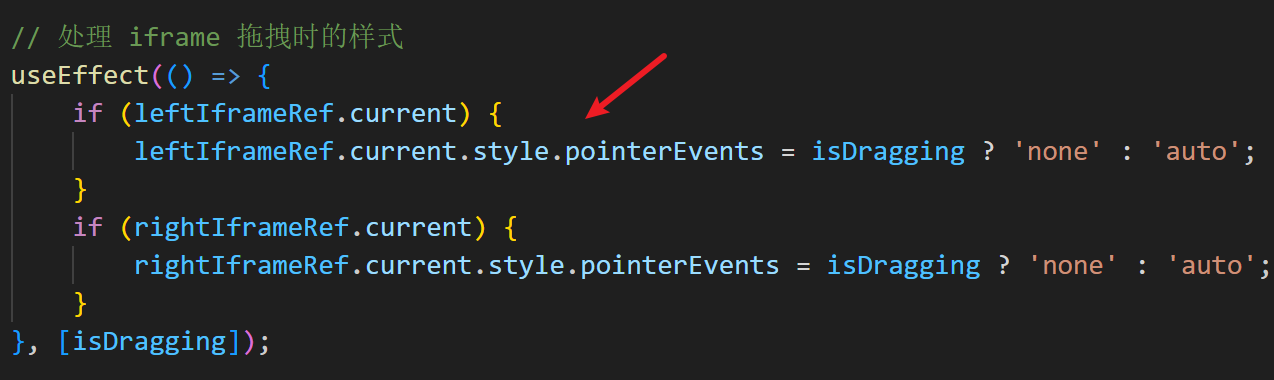 // 处理 iframe 拖拽时的样式
useEffect(() => {
    if (leftIframeRef.current) {
        leftIframeRef.current.style.pointerEvents = isDragging ? 'none' : 'auto';
    }
    if (rightIframeRef.current) {
        rightIframeRef.current.style.pointerEvents = isDragging ? 'none' : 'auto';
    }
}, [isDragging]);